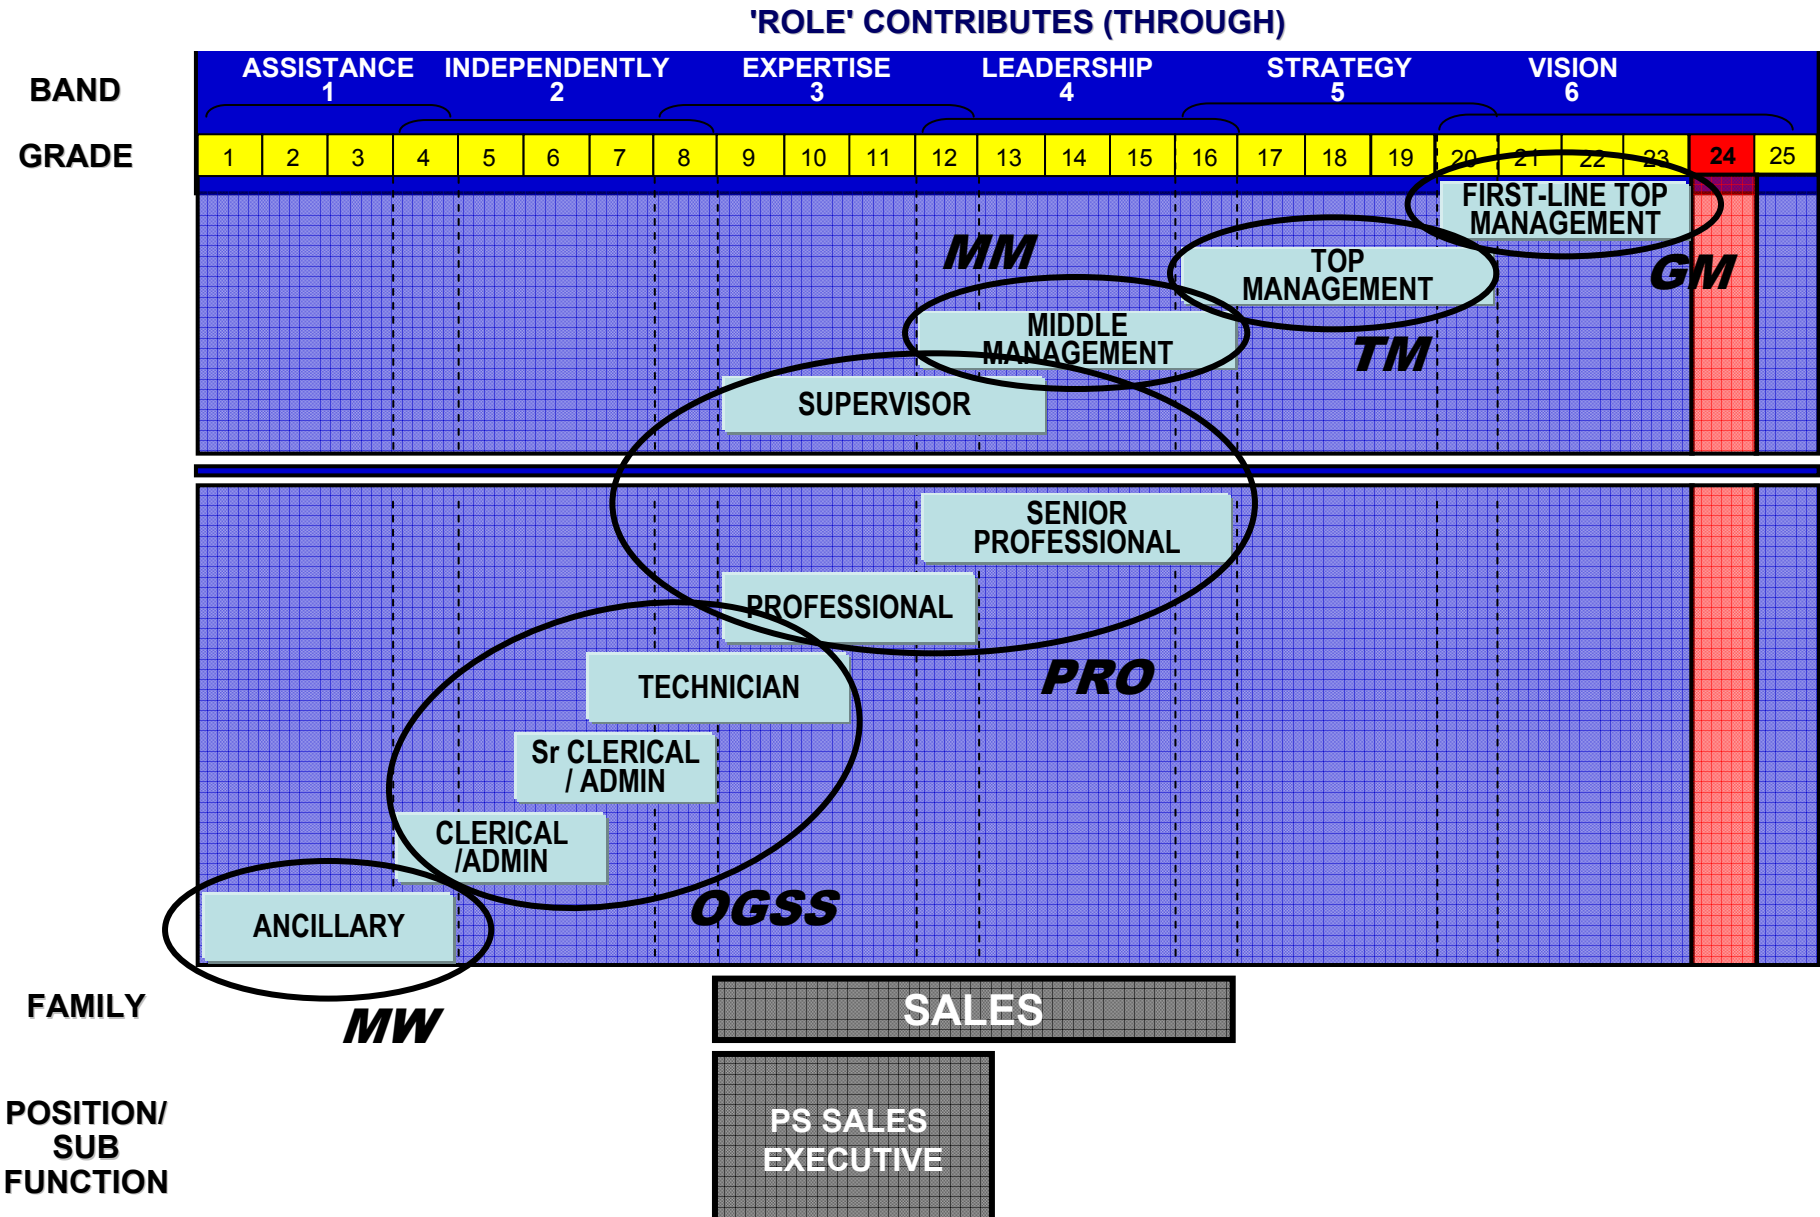 'ROLE' CONTRIBUTES (THROUGH)
BAND
ASSISTANCE
1
INDEPENDENTLY
2
EXPERTISE
3
LEADERSHIP
4
STRATEGY
5
VISION
6
GRADE
1 2 3 4 5 6 7 8 9 10 11 12 13 14 15 16 17 18 19 20 21 22 23 24 25
FIRST-LINE TOP
MANAGEMENT
GM
MM
TOP
MANAGEMENT
TM
MIDDLE
MANAGEMENT
SUPERVISOR
SENIOR
PROFESSIONAL
PROFESSIONAL
PRO
TECHNICIAN
Sr CLERICAL
/ ADMIN
CLERICAL
/ADMIN
OGSS
ANCILLARY
MW
FAMILY
SALES
POSITION/
SUB
FUNCTION
PS SALES
EXECUTIVE